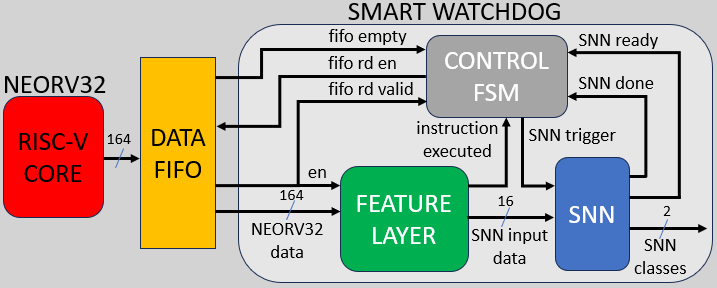 SMART WATCHDOG
NEORV32
RISC-V
CORE
164
DATA
FIFO
fifo empty
fifo rd en
fifo rd valid
CONTROL
FSM
SNN ready
SNN done
instruction
executed
SNN trigger
en
164
NEORV32
data
FEATURE
LAYER
16
SNN input
data
SNN
2
SNN
classes